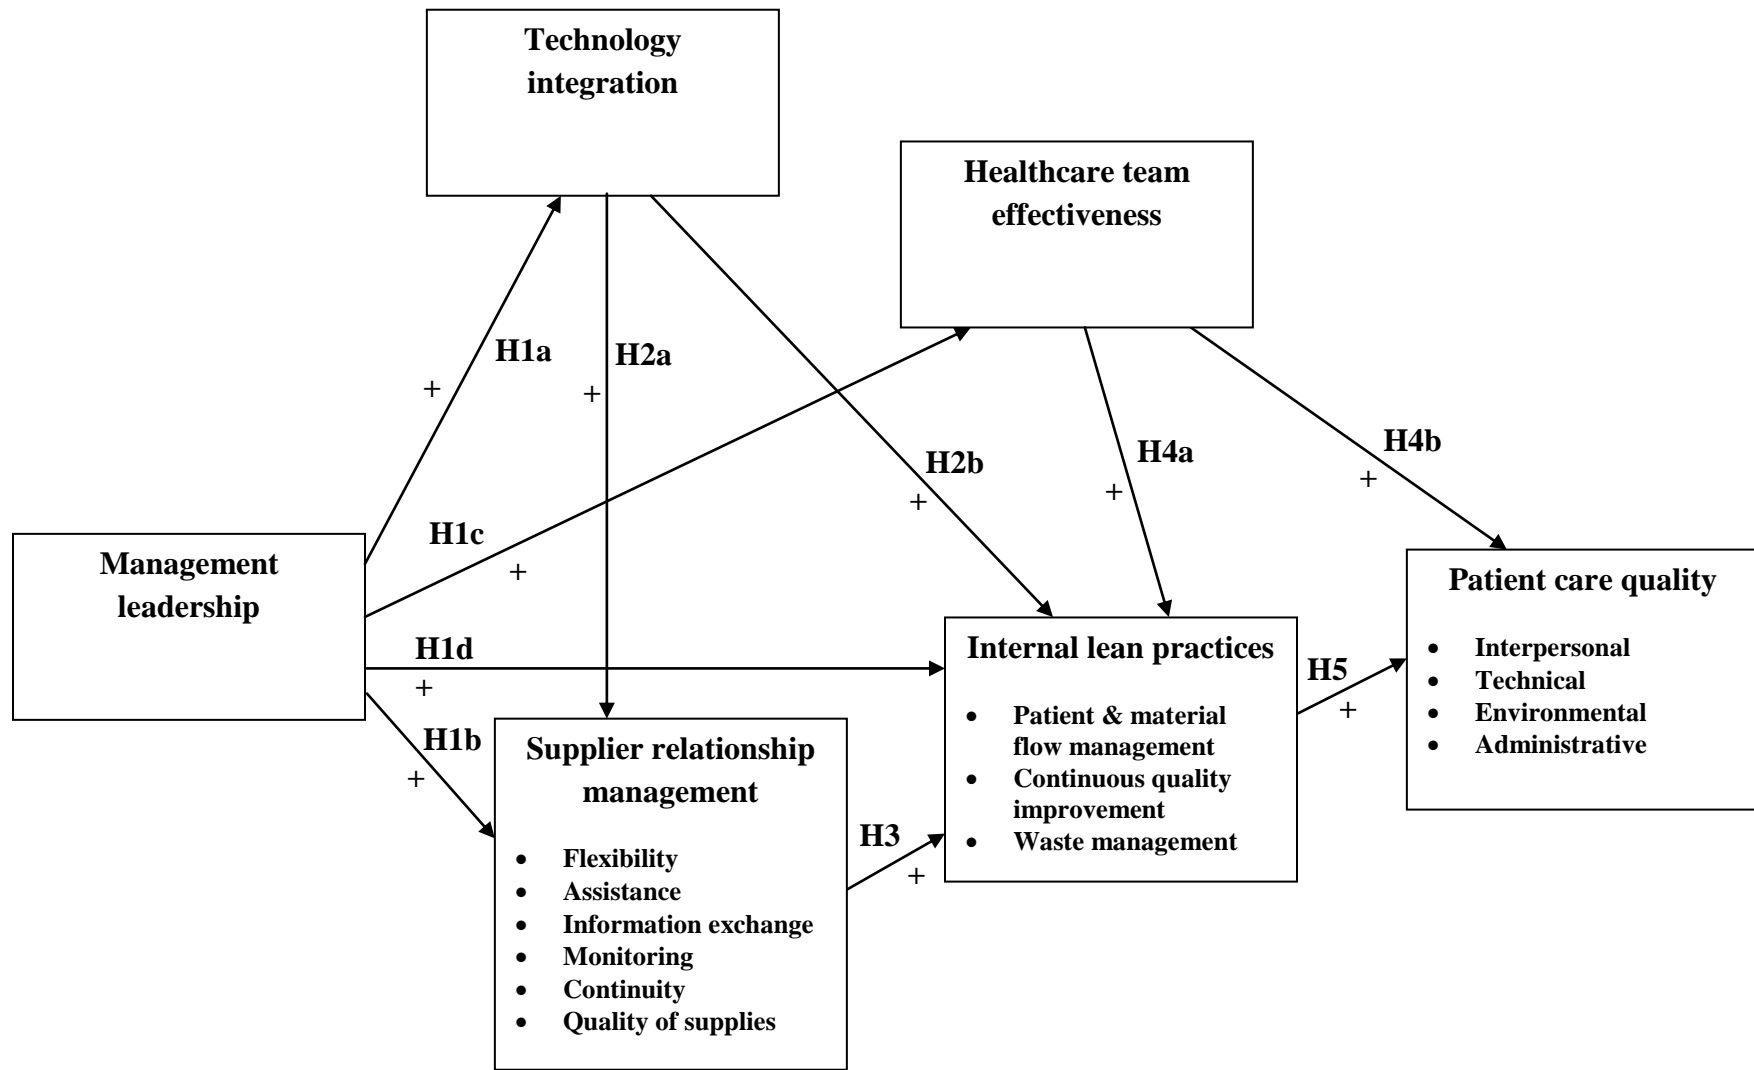 Technology
integration
Healthcare team
effectiveness
H1a
+
H2a
+
H2b
+
H4a
+
H4b
+
H1c
+
Management
leadership
H1d
+
H1b
+
Supplier relationship
management
• Flexibility
• Assistance
• Information exchange
• Monitoring
• Continuity
• Quality of supplies
H3
+
Internal lean practices
• Patient & material
flow management
• Continuous quality
improvement
• Waste management
H5
+
Patient care quality
• Interpersonal
• Technical
• Environmental
• Administrative